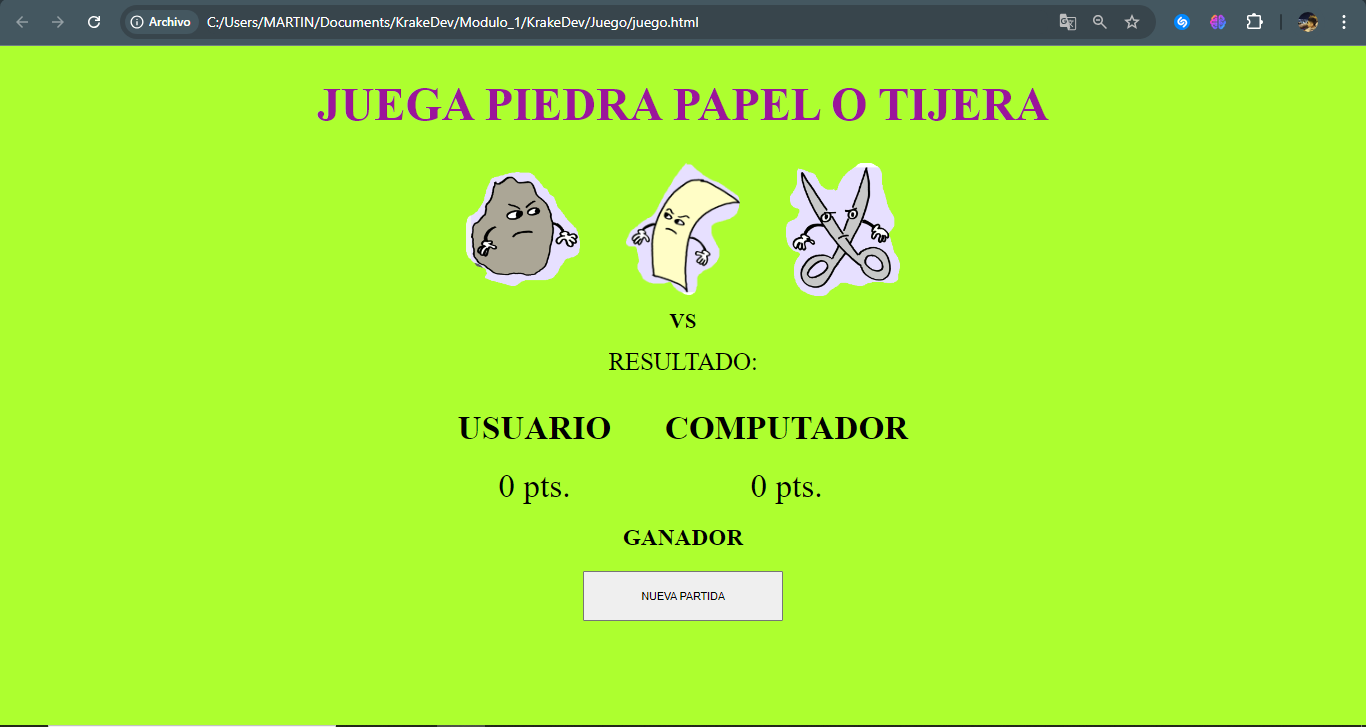 Archivo C:/Users/MARTIN/Documents/KrakeDev/Modulo_1/KrakeDev/Juego/juego.html
JUEGA PIEDRA PAPEL O TIJERA
VS
RESULTADO:
USUARIO COMPUTADOR
0 pts. 0 pts.
GANADOR
NUEVA PARTIDA